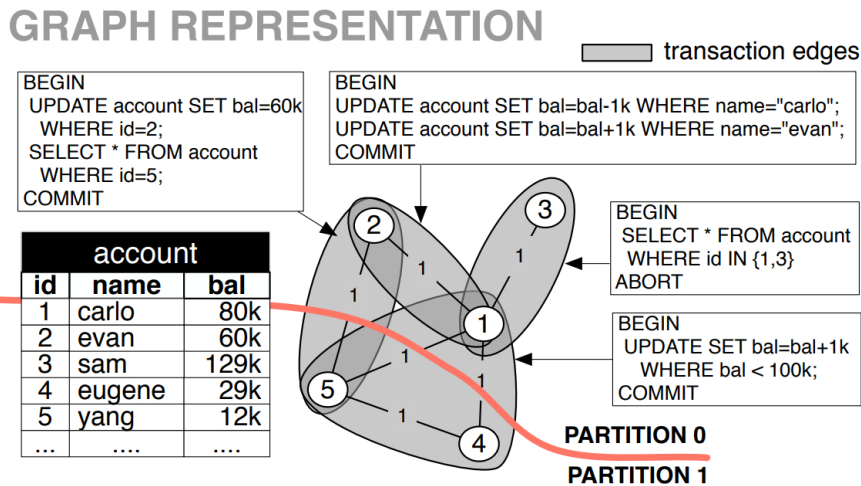 GRAPH REPRESENTATION
transaction edges
BEGIN
UPDATE account SET bal=60k
WHERE id=2;
SELECT * FROM account
WHERE id=5;
COMMIT
BEGIN
UPDATE account SET bal=bal-1k WHERE name="carlo";
UPDATE account SET bal=bal+1k WHERE name="evan";
COMMIT
BEGIN
SELECT * FROM account
WHERE id IN {1,3}
ABORT
BEGIN
UPDATE SET bal=bal+1k
WHERE bal < 100k;
COMMIT
account
id name bal
1 carlo 80k
2 evan 60k
3 sam 129k
4 eugene 29k
5 yang 12k
... .... ....
2
3
1
1
1
1
1
1
5
1
4
PARTITION 0
PARTITION 1